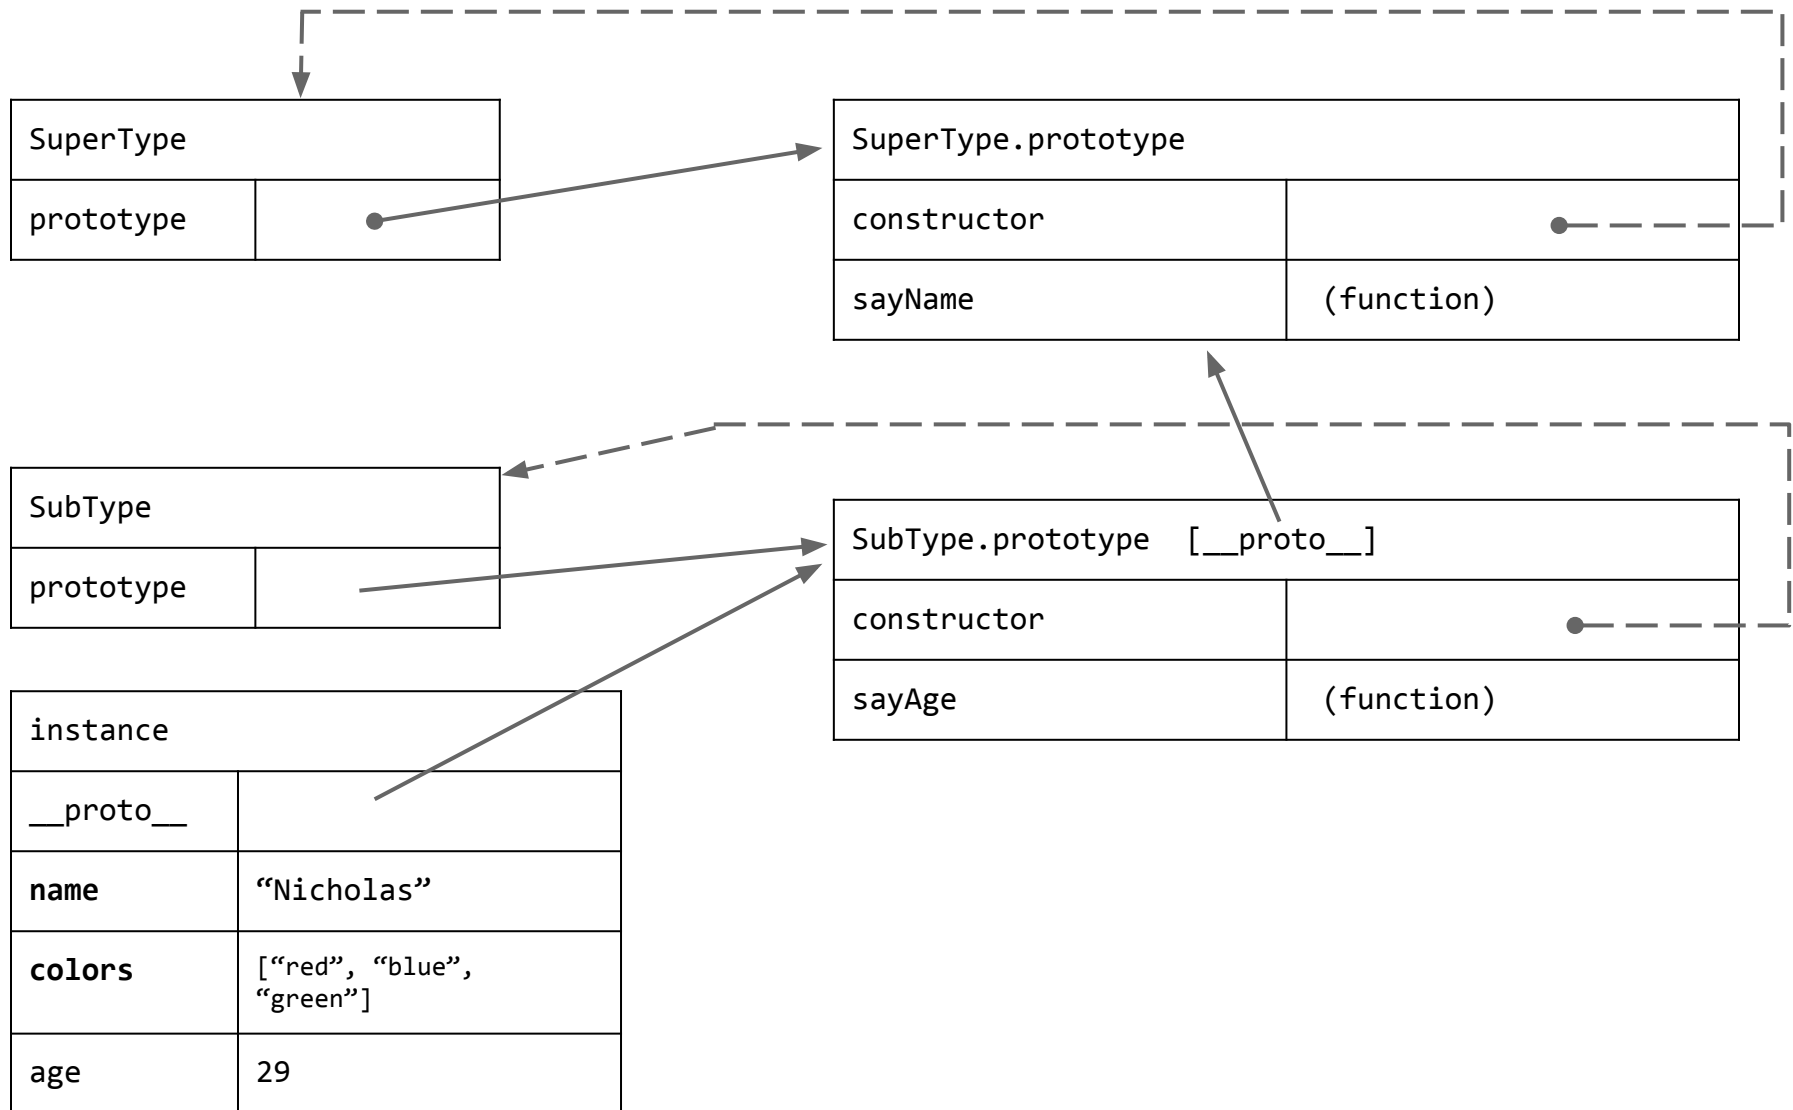 SuperType
prototype
SuperType.prototype
constructor
sayName (function)
SubType
prototype
SubType.prototype [__proto__]
constructor
sayAge (function)
instance
__proto__
name “Nicholas”
colors [“red”, “blue”,
“green”]
age 29